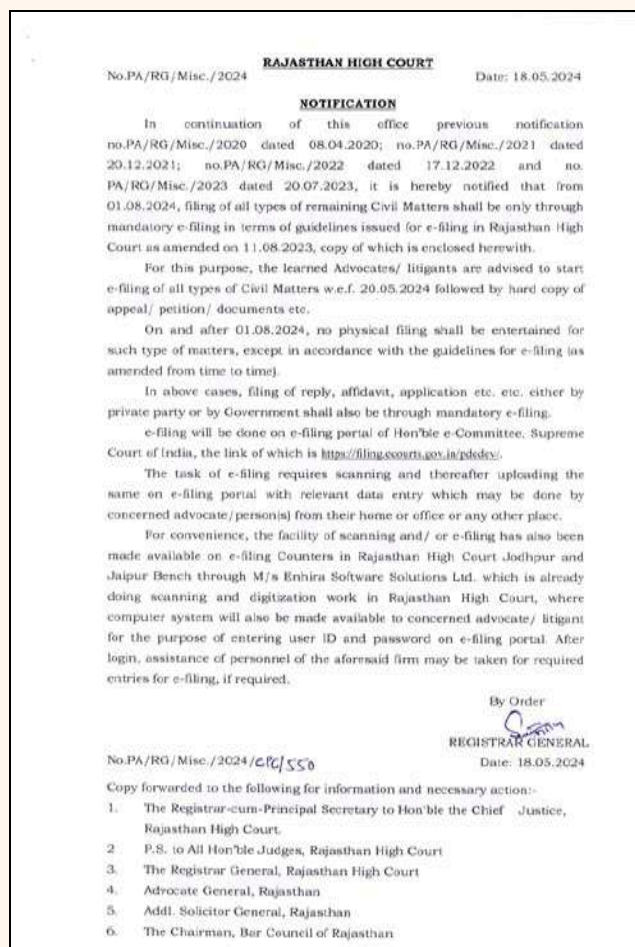 RAJASTHAN HIGH COURT
No.PA/RG/Misc./2024 Date: 18.05.2024
NOTIFICATION
In continuation of this office previous notification
no.PA/RG/Misc./2020 dated 08.04.2020; no.PA/RG/Misc./2021 dated
20.12.2021; no.PA/RG/Misc./2022 dated 17.12.2022 and no.
PA/RG/Misc./2023 dated 20.07.2023, it is hereby notified that from
01.08.2024, filing of all types of remaining Civil Matters shall be only through
mandatory e-filing in terms of guidelines issued for e-filing in Rajasthan High
Court as amended on 11.08.2023, copy of which is enclosed herewith.
For this purpose, the learned Advocates/ litigants are advised to start
e-filing of all types of Civil Matters w.e.f. 20.05.2024 followed by hard copy of
appeal/ petition/ documents etc.
On and after 01.08.2024, no physical filing shall be entertained for
such type of matters, except in accordance with the guidelines for e-filing (as
amended from time to time).
In above cases, filing of reply, affidavit, application etc. etc. either by
private party or by Government shall also be through mandatory e-filing.
e-filing will be done on e-filing portal of Hon'ble e-Committee, Supreme
Court of India, the link of which is https://filing.ecourts.gov.in/pdedev/.
The task of e-filing requires scanning and thereafter uploading the
same on e-filing portal with relevant data entry which may be done by
concerned advocate/person(s) from their home or office or any other place.
For convenience, the facility of scanning and/ or e-filing has also been
made available on e-filing Counters in Rajasthan High Court Jodhpur and
Jaipur Bench through M/s Enhira Software Solutions Ltd. which is already
doing scanning and digitization work in Rajasthan High Court, where
computer system will also be made available to concerned advocate/ litigant
for the purpose of entering user ID and password on e-filing portal. After
login, assistance of personnel of the aforesaid firm may be taken for required
entries for e-filing, if required.
By Order
REGISTRAR GENERAL
No.PA/RG/Misc./2024/CPC/550 Date: 18.05.2024
Copy forwarded to the following for information and necessary action:-
1. The Registrar-cum-Principal Secretary to Hon'ble the Chief Justice,
Rajasthan High Court.
2 P.S. to All Hon'ble Judges, Rajasthan High Court
3. The Registrar General, Rajasthan High Court
4. Advocate General, Rajasthan
5. Addl. Solicitor General, Rajasthan
6. The Chairman, Bar Council of Rajasthan